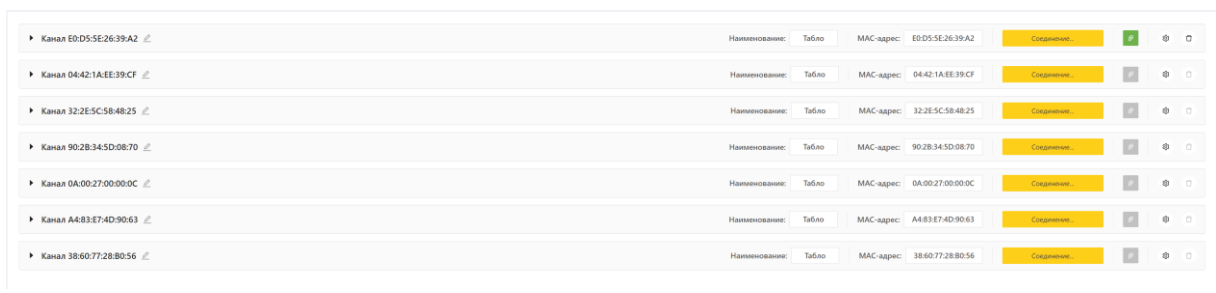 Канал E0:D5:5E:26:39:A2 Наименование: Табло MAC-адрес: E0:D5:5E:26:39:A2 Соединение...
Канал 04:42:1A:EE:39:CF Наименование: Табло MAC-адрес: 04:42:1A:EE:39:CF Соединение...
Канал 32:2E:5C:58:48:25 Наименование: Табло MAC-адрес: 32:2E:5C:58:48:25 Соединение...
Канал 90:2B:34:5D:08:70 Наименование: Табло MAC-адрес: 90:2B:34:5D:08:70 Соединение...
Канал 0A:00:27:00:00:0C Наименование: Табло MAC-адрес: 0A:00:27:00:00:0C Соединение...
Канал A4:83:E7:4D:90:63 Наименование: Табло MAC-адрес: A4:83:E7:4D:90:63 Соединение...
Канал 38:60:77:28:B0:56 Наименование: Табло MAC-адрес: 38:60:77:28:B0:56 Соединение...